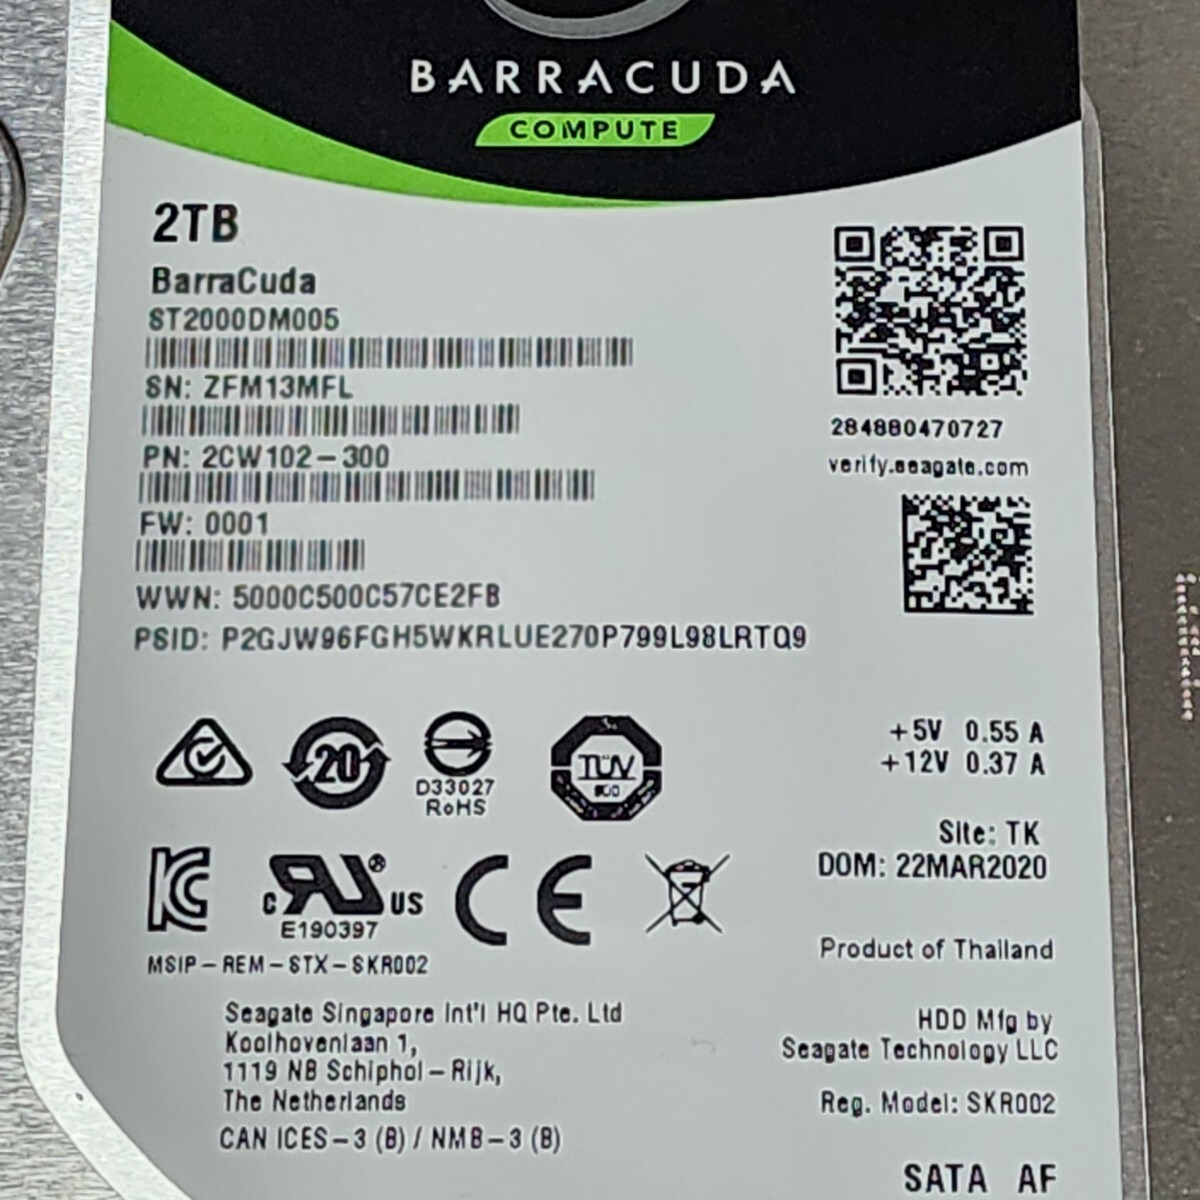 BARRACUDA
COMPUTE
2TB
BarraCuda
ST2000DM005
SN: ZFM13MFL
PN: 2CW102-300
FW: 0001
WWN: 5000C500C57CE2FB
PSID: P2GJW96FGH5WKRLUE270P799L98LRTQ9
284880470727
verify.seagate.com
20
D33027
RoHS
TÜV
+5V 0.55 A
+12V 0.37 A
Site: TK
DOM: 22MAR2020
c RU ® US
E190397
CE
MSIP-REM-STX-SKR002
Product of Thailand
Seagate Singapore Int'l HQ Pte. Ltd
Koolhovenlaan 1,
1119 NB Schiphol-Rijk,
The Netherlands
CAN ICES-3 (B) / NMB-3 (B)
HDD Mfg by
Seagate Technology LLC
Reg. Model: SKR002
SATA AF